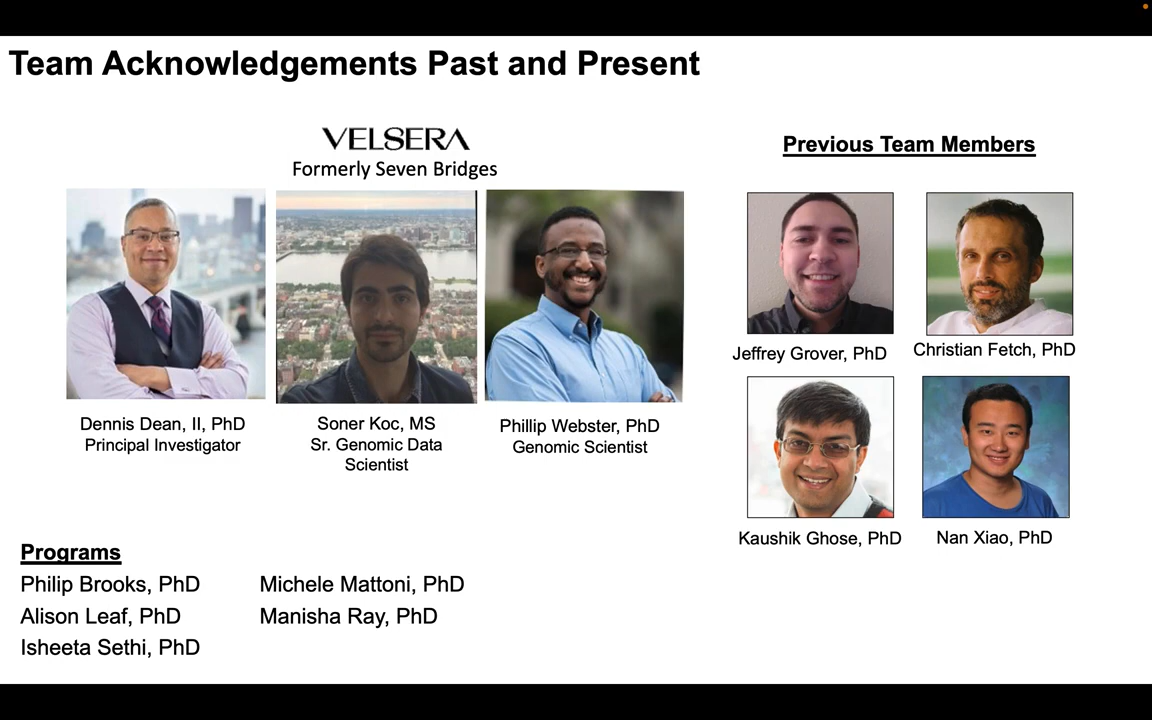 Team Acknowledgements Past and Present
VELSERA
Formerly Seven Bridges
Dennis Dean, II, PhD
Principal Investigator
Soner Koc, MS
Sr. Genomic Data
Scientist
Phillip Webster, PhD
Genomic Scientist
Previous Team Members
Jeffrey Grover, PhD
Christian Fetch, PhD
Kaushik Ghose, PhD
Nan Xiao, PhD
Programs
Philip Brooks, PhD
Alison Leaf, PhD
Isheeta Sethi, PhD
Michele Mattoni, PhD
Manisha Ray, PhD